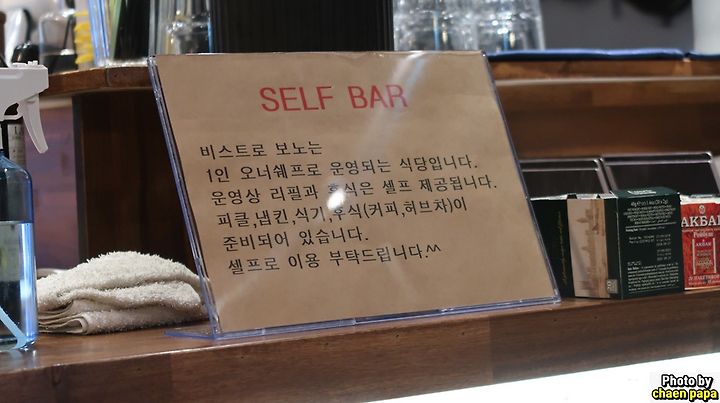 SELF BAR
비스트로 보노는
1인 오너쉐프로 운영되는 식당입니다.
운영상 리필과 후식은 셀프 제공됩니다.
피클,냅킨,식기,후식(커피,허브차)이
준비되어 있습니다.
셀프로 이용 부탁드립니다.^^
AKBAR
Photo by
chaen papa